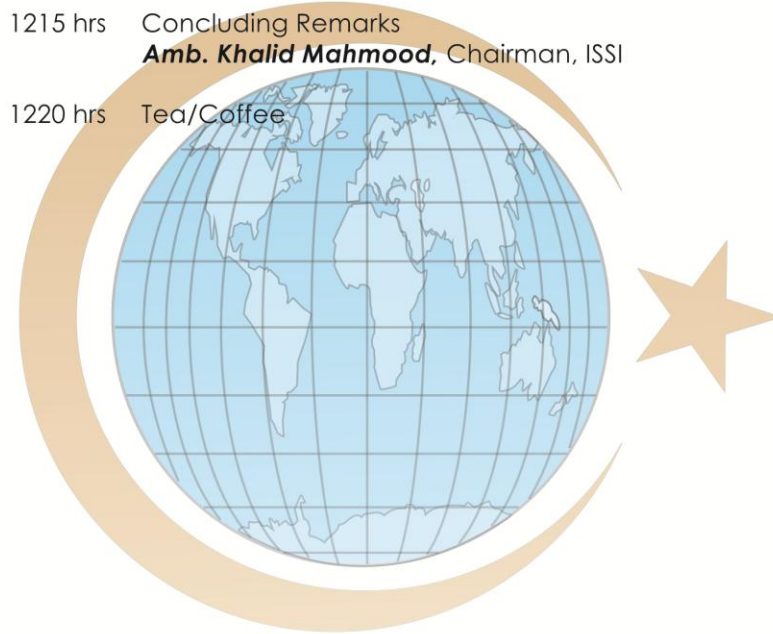 1215 hrs Concluding Remarks
Amb. Khalid Mahmood, Chairman, ISSI
1220 hrs Tea/Coffee